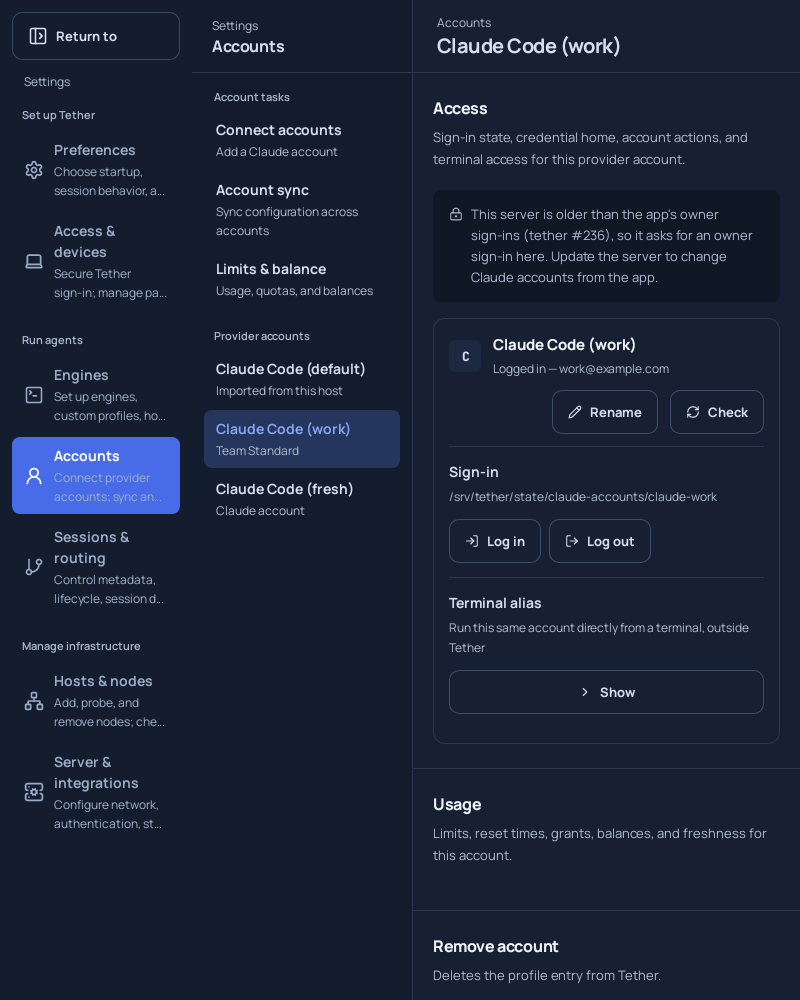 Return to
Settings
Set up Tether
Preferences
Choose startup,
session behavior, a...
Access &
devices
Secure Tether
sign-in; manage pa...
Run agents
Engines
Set up engines,
custom profiles, ho...
Accounts
Connect provider
accounts; sync an...
Sessions &
routing
Control metadata,
lifecycle, session d...
Manage infrastructure
Hosts & nodes
Add, probe, and
remove nodes; che...
Server &
integrations
Configure network,
authentication, st...
Settings
Accounts
Account tasks
Connect accounts
Add a Claude account
Account sync
Sync configuration across
accounts
Limits & balance
Usage, quotas, and balances
Provider accounts
Claude Code (default)
Imported from this host
Claude Code (work)
Team Standard
Claude Code (fresh)
Claude account
Accounts
Claude Code (work)
Access
Sign-in state, credential home, account actions, and
terminal access for this provider account.
This server is older than the app's owner
sign-ins (tether #236), so it asks for an owner
sign-in here. Update the server to change
Claude accounts from the app.
C
Claude Code (work)
Logged in — work@example.com
Rename
Check
Sign-in
/srv/tether/state/claude-accounts/claude-work
Log in
Log out
Terminal alias
Run this same account directly from a terminal, outside
Tether
Show
Usage
Limits, reset times, grants, balances, and freshness for
this account.
Remove account
Deletes the profile entry from Tether.